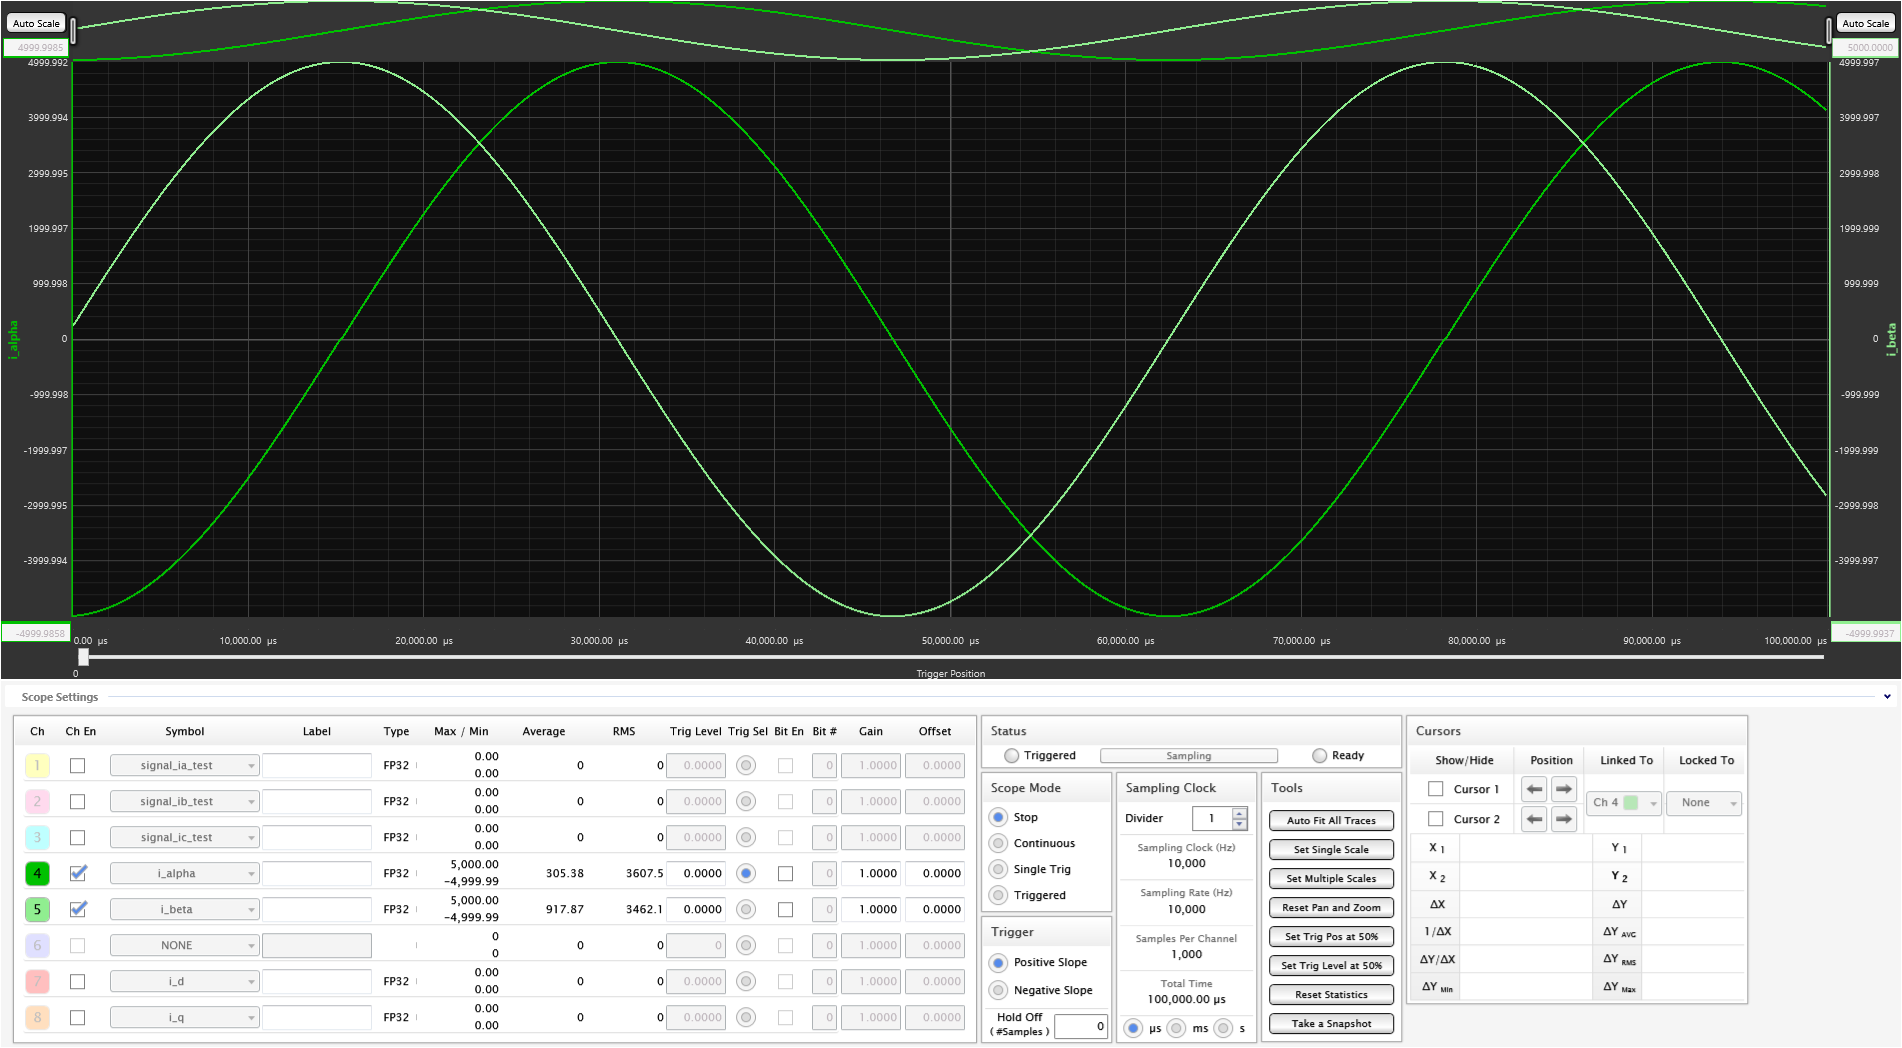 Auto Scale
Auto Scale
4999.9985
5000.0000
4999.992
4999.997
3999.994
3999.997
2999.995
2999.998
1999.997
1999.999
999.998
999.999
0
0
i_alpha
i_beta
-999.998
-999.999
-1999.997
-1999.999
-2999.995
-2999.998
-3999.994
-3999.997
-4999.9858
-4999.9937
0.00 µs 10,000.00 µs 20,000.00 µs 30,000.00 µs 40,000.00 µs 50,000.00 µs 60,000.00 µs 70,000.00 µs 80,000.00 µs 90,000.00 µs 100,000.00 µs
0
Trigger Position
Scope Settings
Ch Ch En Symbol Label Type Max / Min Average RMS Trig Level Trig Sel Bit En Bit # Gain Offset
1 signal_ia_test FP32 0.00 0.00 0 0 0.0000 0 1.0000 0.0000
2 signal_ib_test FP32 0.00 0.00 0 0 0.0000 0 1.0000 0.0000
3 signal_ic_test FP32 0.00 0.00 0 0 0.0000 0 1.0000 0.0000
4 i_alpha FP32 5,000.00 -4,999.99 305.38 3607.5 0.0000 0 1.0000 0.0000
5 i_beta FP32 5,000.00 -4,999.99 917.87 3462.1 0.0000 0 1.0000 0.0000
6 NONE 0 0 0 0 0 0 1.0000 0.0000
7 i_d FP32 0.00 0.00 0 0 0.0000 0 1.0000 0.0000
8 i_q FP32 0.00 0.00 0 0 0.0000 0 1.0000 0.0000
Status
Triggered Sampling Ready
Scope Mode
Stop
Continuous
Single Trig
Triggered
Trigger
Positive Slope
Negative Slope
Hold Off
( #Samples ) 0
Sampling Clock
Divider 1
Sampling Clock (Hz)
10,000
Sampling Rate (Hz)
10,000
Samples Per Channel
1,000
Total Time
100,000.00 µs
µs ms s
Tools
Auto Fit All Traces
Set Single Scale
Set Multiple Scales
Reset Pan and Zoom
Set Trig Pos at 50%
Set Trig Level at 50%
Reset Statistics
Take a Snapshot
Cursors
Show/Hide Position Linked To Locked To
Cursor 1
Ch 4 None
Cursor 2
X 1 Y 1
X 2 Y 2
ΔX ΔY
1/ΔX ΔY AVG
ΔY/ΔX ΔY RMS
ΔY Min ΔY Max